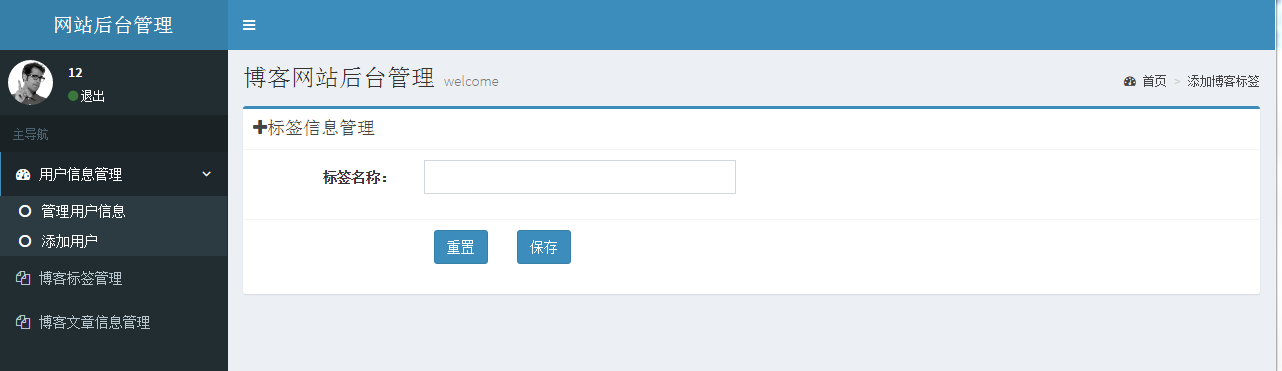 网站后台管理
12
退出
主导航
用户信息管理
管理用户信息
添加用户
博客标签管理
博客文章信息管理
博客网站后台管理 welcome
首页 > 添加博客标签
标签信息管理
标签名称：
重置 保存